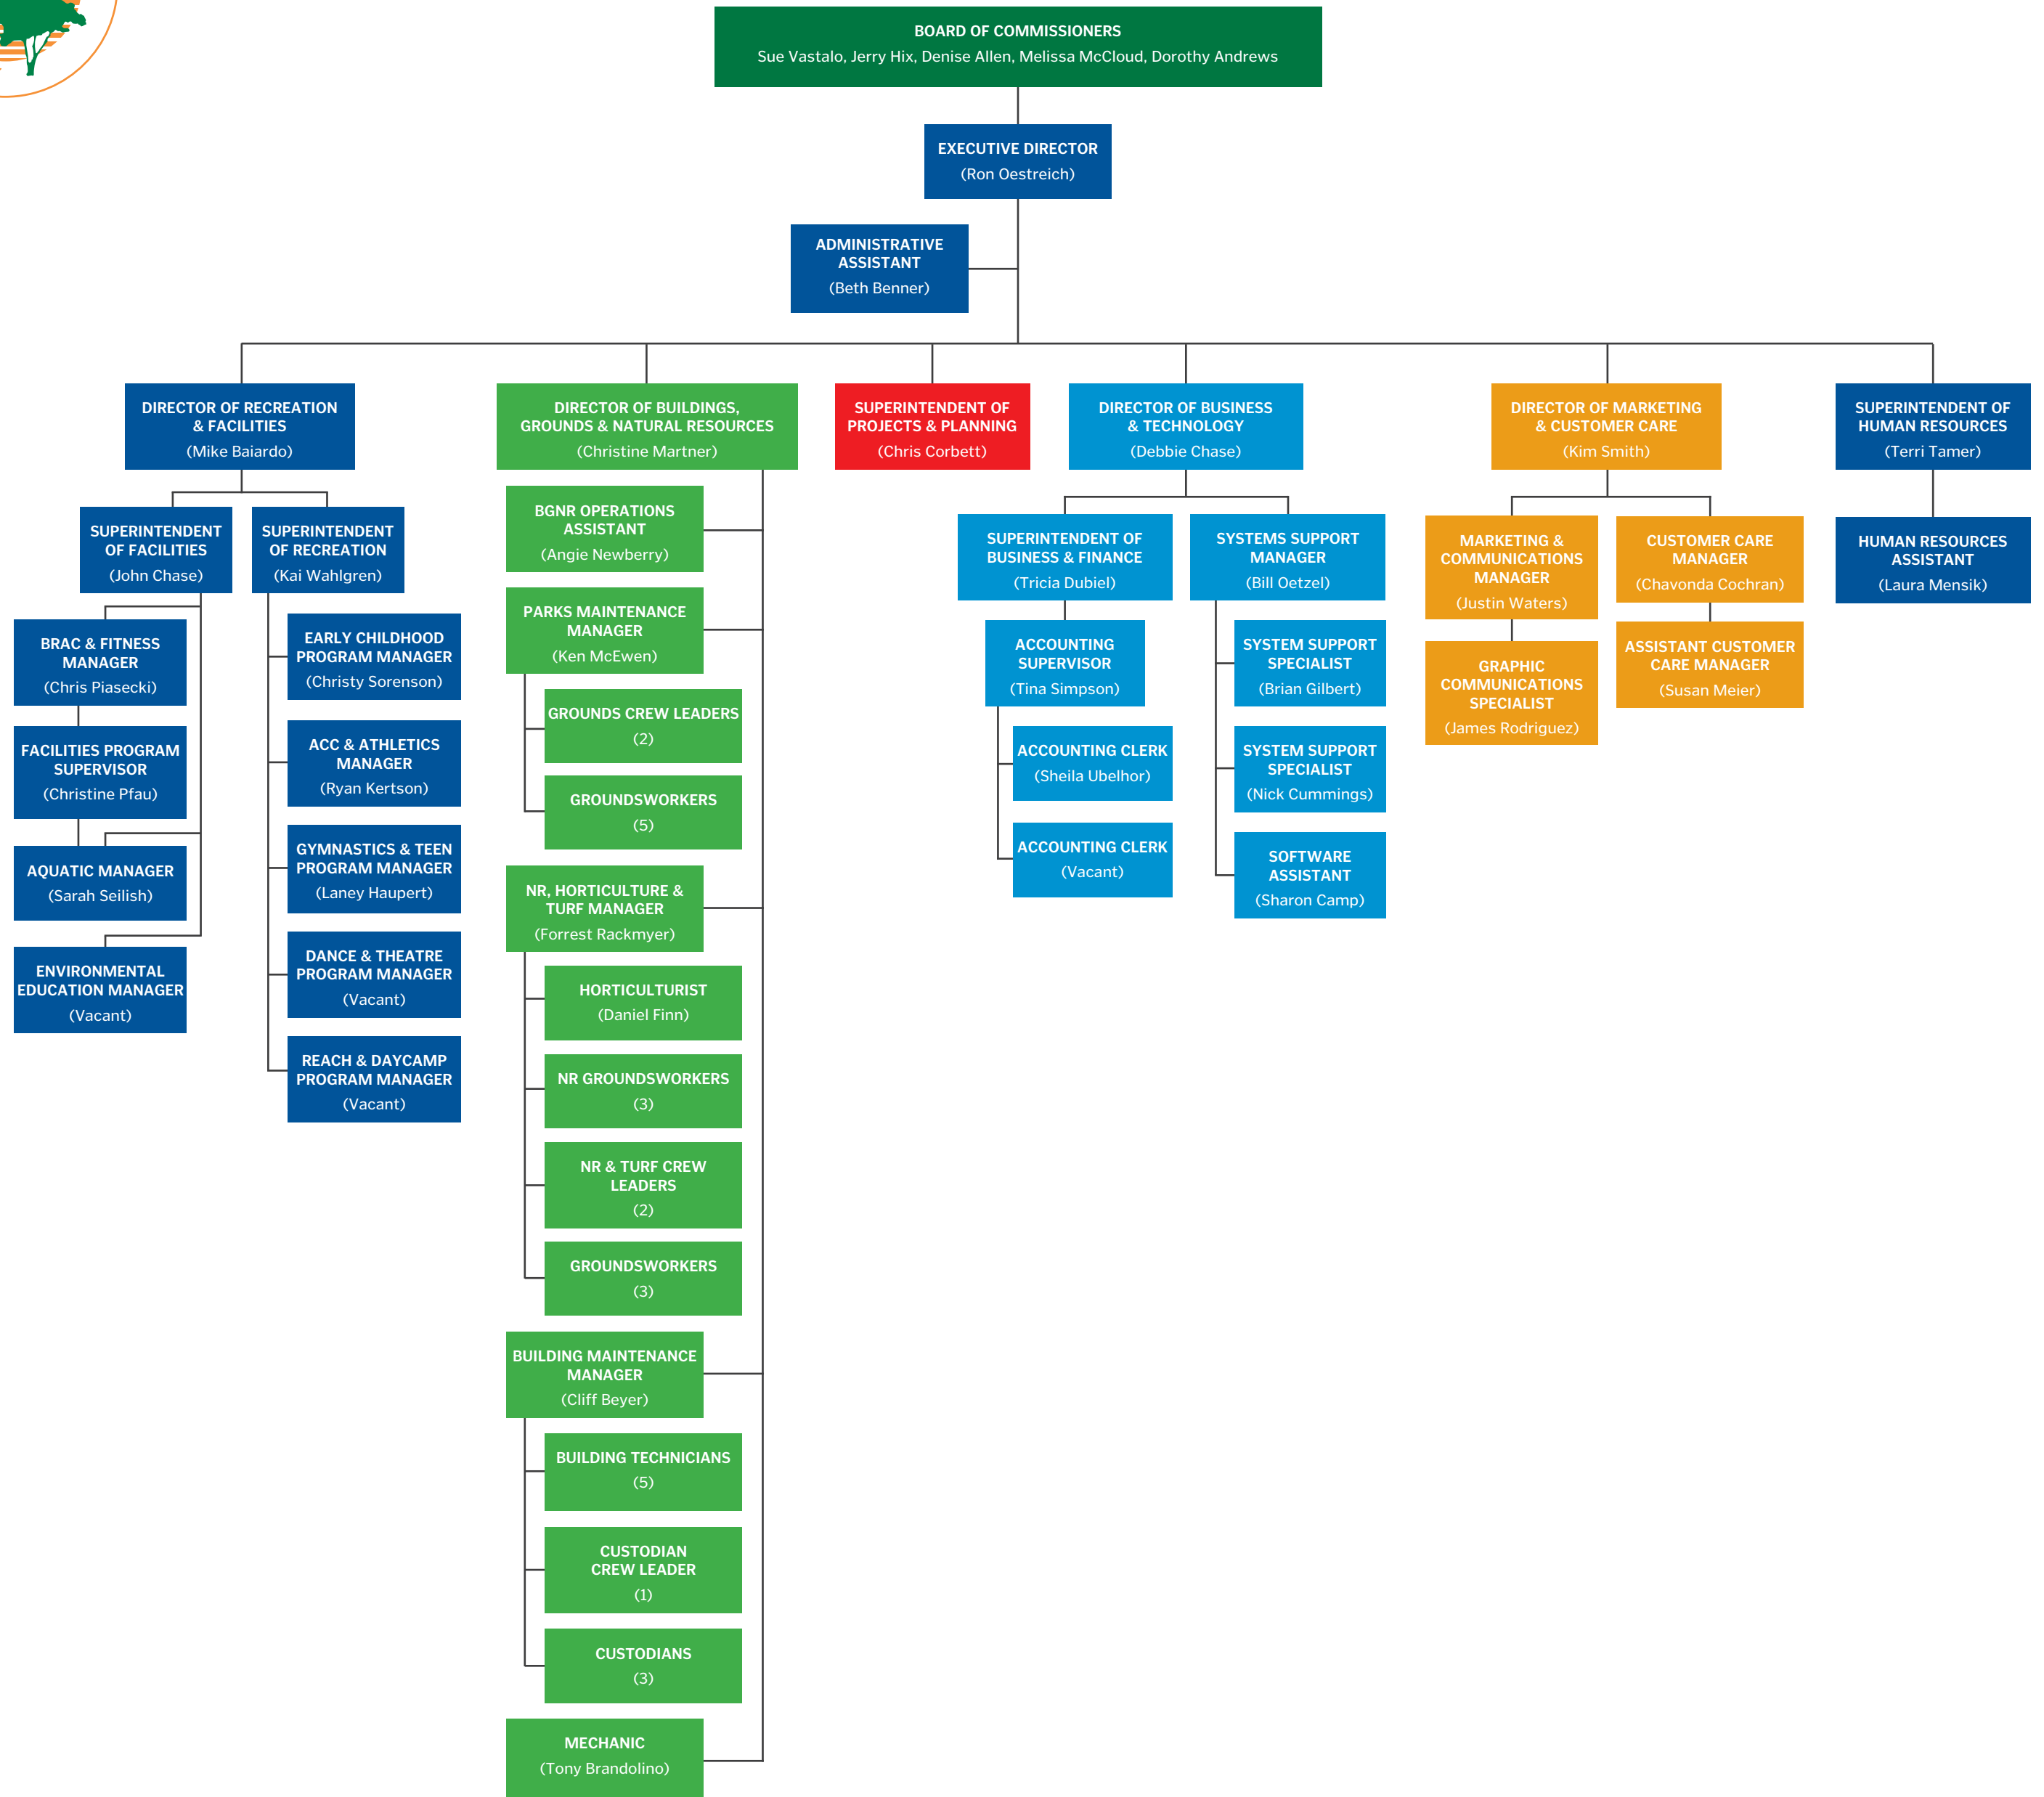 BOARD OF COMMISSIONERS
Sue Vastalo, Jerry Hix, Denise Allen, Melissa McCloud, Dorothy Andrews
EXECUTIVE DIRECTOR
(Ron Oestreich)
ADMINISTRATIVE
ASSISTANT
(Beth Benner)
DIRECTOR OF RECREATION
& FACILITIES
(Mike Baiardo)
SUPERINTENDENT
OF FACILITIES
(John Chase)
BRAC & FITNESS
MANAGER
(Chris Piasecki)
FACILITIES PROGRAM
SUPERVISOR
(Christine Pfau)
AQUATIC MANAGER
(Sarah Seilish)
ENVIRONMENTAL
EDUCATION MANAGER
(Vacant)
SUPERINTENDENT
OF RECREATION
(Kai Wahlgren)
EARLY CHILDHOOD
PROGRAM MANAGER
(Christy Sorenson)
ACC & ATHLETICS
MANAGER
(Ryan Kertson)
GYMNASTICS & TEEN
PROGRAM MANAGER
(Laney Haupert)
DANCE & THEATRE
PROGRAM MANAGER
(Vacant)
REACH & DAYCAMP
PROGRAM MANAGER
(Vacant)
DIRECTOR OF BUILDINGS,
GROUNDS & NATURAL RESOURCES
(Christine Martner)
BGNR OPERATIONS
ASSISTANT
(Angie Newberry)
PARKS MAINTENANCE
MANAGER
(Ken McEwen)
GROUNDS CREW LEADERS
(2)
GROUNDSWORKERS
(5)
NR, HORTICULTURE &
TURF MANAGER
(Forrest Rackmyer)
HORTICULTURIST
(Daniel Finn)
NR GROUNDSWORKERS
(3)
NR & TURF CREW
LEADERS
(2)
GROUNDSWORKERS
(3)
BUILDING MAINTENANCE
MANAGER
(Cliff Beyer)
BUILDING TECHNICIANS
(5)
CUSTODIAN
CREW LEADER
(1)
CUSTODIANS
(3)
MECHANIC
(Tony Brandolino)
SUPERINTENDENT OF
PROJECTS & PLANNING
(Chris Corbett)
DIRECTOR OF BUSINESS
& TECHNOLOGY
(Debbie Chase)
SUPERINTENDENT OF
BUSINESS & FINANCE
(Tricia Dubiel)
ACCOUNTING
SUPERVISOR
(Tina Simpson)
ACCOUNTING CLERK
(Sheila Ubelhor)
ACCOUNTING CLERK
(Vacant)
SYSTEMS SUPPORT
MANAGER
(Bill Oetzel)
SYSTEM SUPPORT
SPECIALIST
(Brian Gilbert)
SYSTEM SUPPORT
SPECIALIST
(Nick Cummings)
SOFTWARE
ASSISTANT
(Sharon Camp)
DIRECTOR OF MARKETING
& CUSTOMER CARE
(Kim Smith)
MARKETING &
COMMUNICATIONS
MANAGER
(Justin Waters)
GRAPHIC
COMMUNICATIONS
SPECIALIST
(James Rodriguez)
CUSTOMER CARE
MANAGER
(Chavonda Cochran)
ASSISTANT CUSTOMER
CARE MANAGER
(Susan Meier)
SUPERINTENDENT OF
HUMAN RESOURCES
(Terri Tamer)
HUMAN RESOURCES
ASSISTANT
(Laura Mensik)